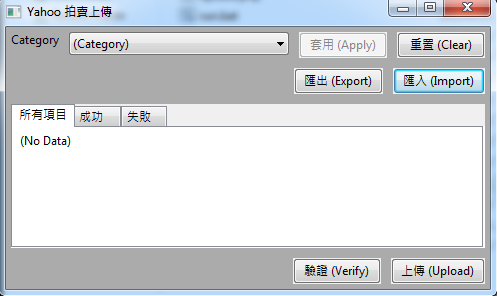 Yahoo 拍賣上傳
Category (Category) 套用 (Apply) 重置 (Clear)
匯出 (Export) 匯入 (Import)
所有項目 成功 失敗
(No Data)
驗證 (Verify) 上傳 (Upload)